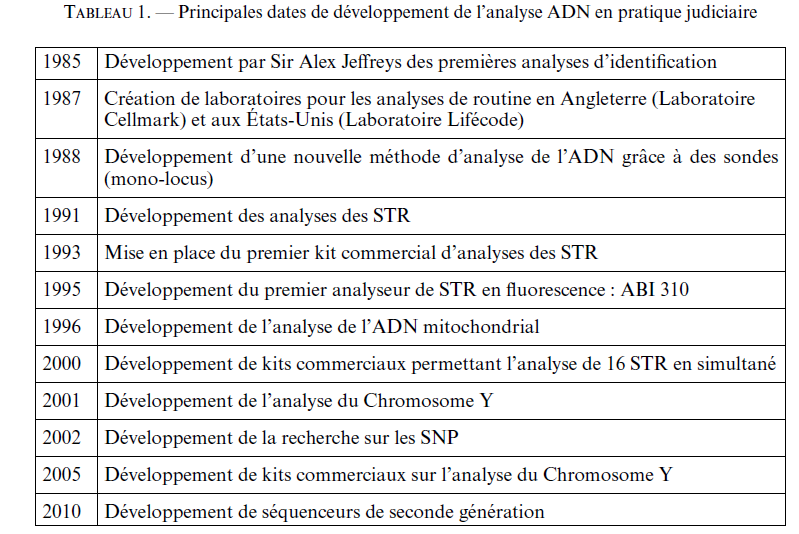 TABLEAU 1. — Principales dates de développement de l'analyse ADN en pratique judiciaire
1985 Développement par Sir Alex Jeffreys des premières analyses d'identification
1987 Création de laboratoires pour les analyses de routine en Angleterre (Laboratoire
Cellmark) et aux États-Unis (Laboratoire Lifécode)
1988 Développement d'une nouvelle méthode d'analyse de l'ADN grâce à des sondes
(mono-locus)
1991 Développement des analyses des STR
1993 Mise en place du premier kit commercial d'analyses des STR
1995 Développement du premier analyseur de STR en fluorescence : ABI 310
1996 Développement de l'analyse de l'ADN mitochondrial
2000 Développement de kits commerciaux permettant l'analyse de 16 STR en simultané
2001 Développement de l'analyse du Chromosome Y
2002 Développement de la recherche sur les SNP
2005 Développement de kits commerciaux sur l'analyse du Chromosome Y
2010 Développement de séquenceurs de seconde génération